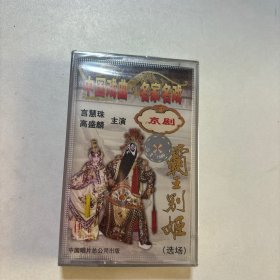 中国戏曲 名家名戏
言慧珠
高盛麟
主演
京剧
霸王别姬
(选场)
中国唱片总公司出版